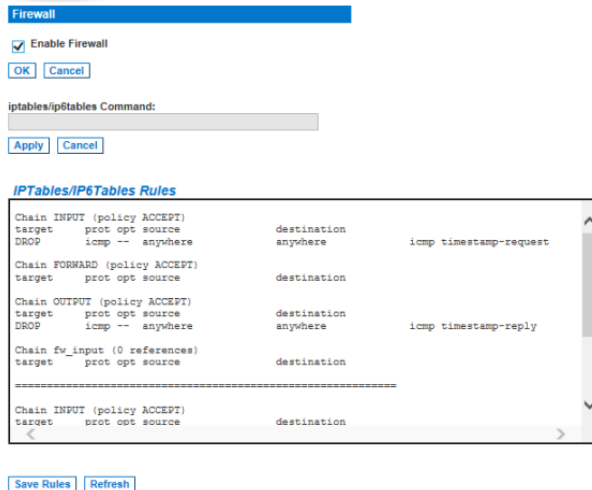 Firewall
Enable Firewall
OK Cancel
iptables/ip6tables Command:
Apply Cancel
IPTables/IP6Tables Rules
Chain INPUT (policy ACCEPT)
target prot opt source destination
DROP icmp -- anywhere anywhere icmp timestamp-request
Chain FORWARD (policy ACCEPT)
target prot opt source destination
Chain OUTPUT (policy ACCEPT)
target prot opt source destination
DROP icmp -- anywhere anywhere icmp timestamp-reply
Chain fw_input (0 references)
target prot opt source destination
============================================================
Chain INPUT (policy ACCEPT)
target prot opt source destination
Save Rules Refresh